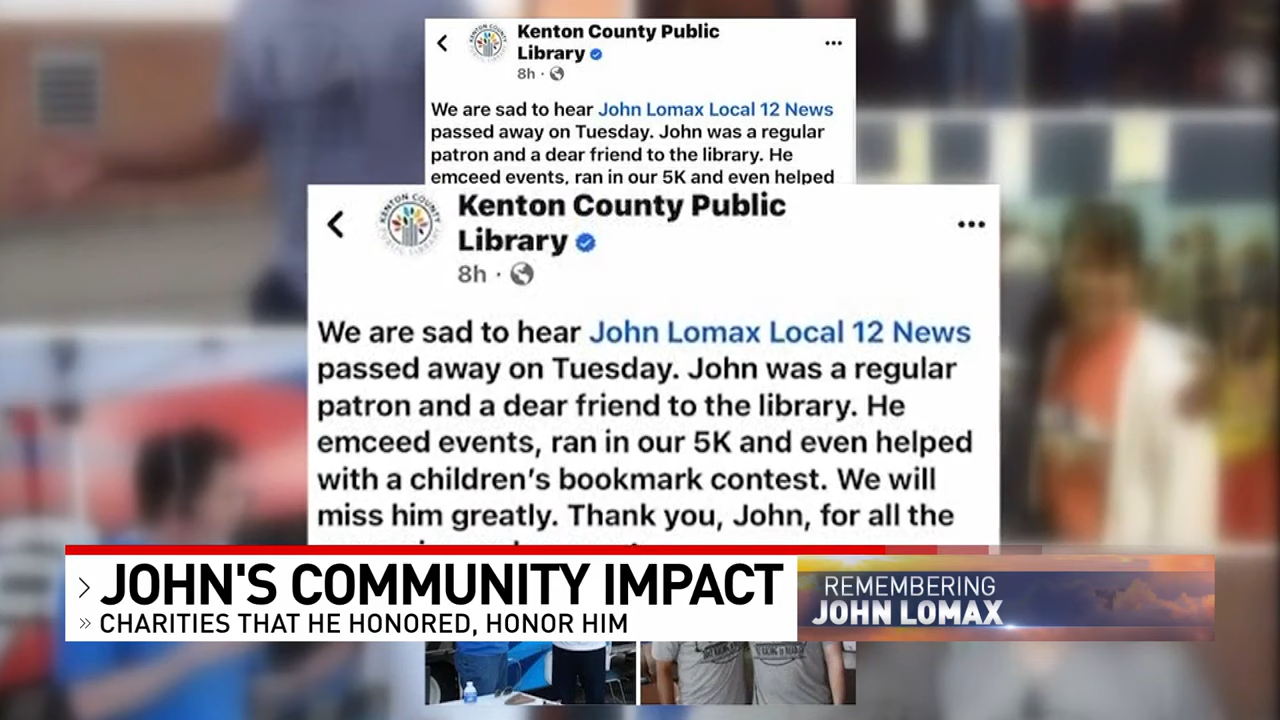 Kenton County Public
Library
8h ·
We are sad to hear John Lomax Local 12 News
passed away on Tuesday. John was a regular
patron and a dear friend to the library. He
emceed events, ran in our 5K and even helped
KENTON COUNTY
PUBLIC LIBRARY
Kenton County Public
Library
8h ·
We are sad to hear John Lomax Local 12 News
passed away on Tuesday. John was a regular
patron and a dear friend to the library. He
emceed events, ran in our 5K and even helped
with a children's bookmark contest. We will
miss him greatly. Thank you, John, for all the
> JOHN'S COMMUNITY IMPACT
» CHARITIES THAT HE HONORED, HONOR HIM
REMEMBERING
JOHN LOMAX